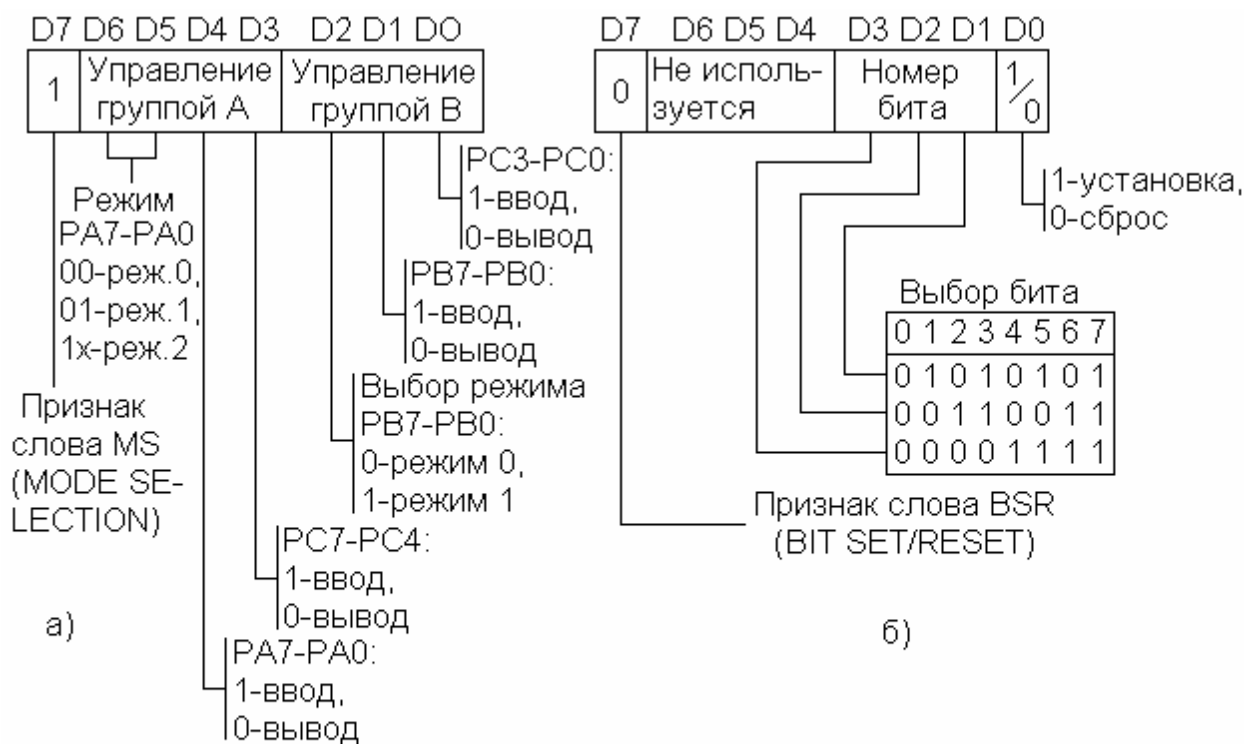 D7 D6 D5 D4 D3 D2 D1 DO
1
Управление
группой А
Управление
группой В
Режим
PA7-PA0
00-реж.0,
01-реж.1,
1x-реж.2
Признак
слова MS
(MODE SE-
LECTION)
PC3-PC0:
1-ввод,
0-вывод
PB7-PB0:
1-ввод,
0-вывод
Выбор режима
PB7-PB0:
0-режим 0,
1-режим 1
PC7-PC4:
1-ввод,
0-вывод
PA7-PA0:
1-ввод,
0-вывод
а)
D7 D6 D5 D4 D3 D2 D1 D0
0
Не исполь-
зуется
Номер
бита
1/0
1-установка,
0-сброс
Выбор бита
0 1 2 3 4 5 6 7
0 1 0 1 0 1 0 1
0 0 1 1 0 0 1 1
0 0 0 0 1 1 1 1
Признак слова BSR
(BIT SET/RESET)
б)